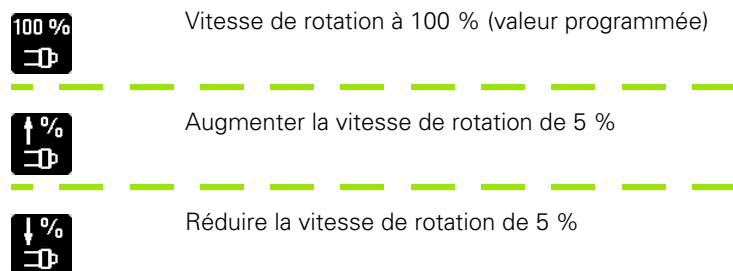 100 %
Vitesse de rotation à 100 % (valeur programmée)
%
Augmenter la vitesse de rotation de 5 %
%
Réduire la vitesse de rotation de 5 %